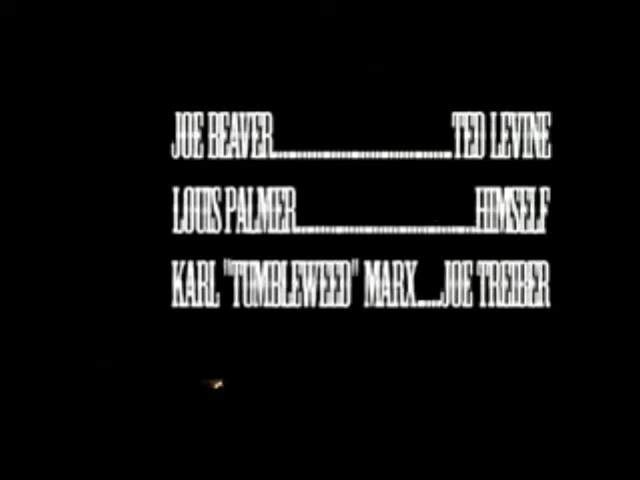 JOE BEAVER........................TED LEVINE
LOUIS PALMER........................HIMSELF
KARL "TUMBLEWEED" MARX....JOE TREIBER